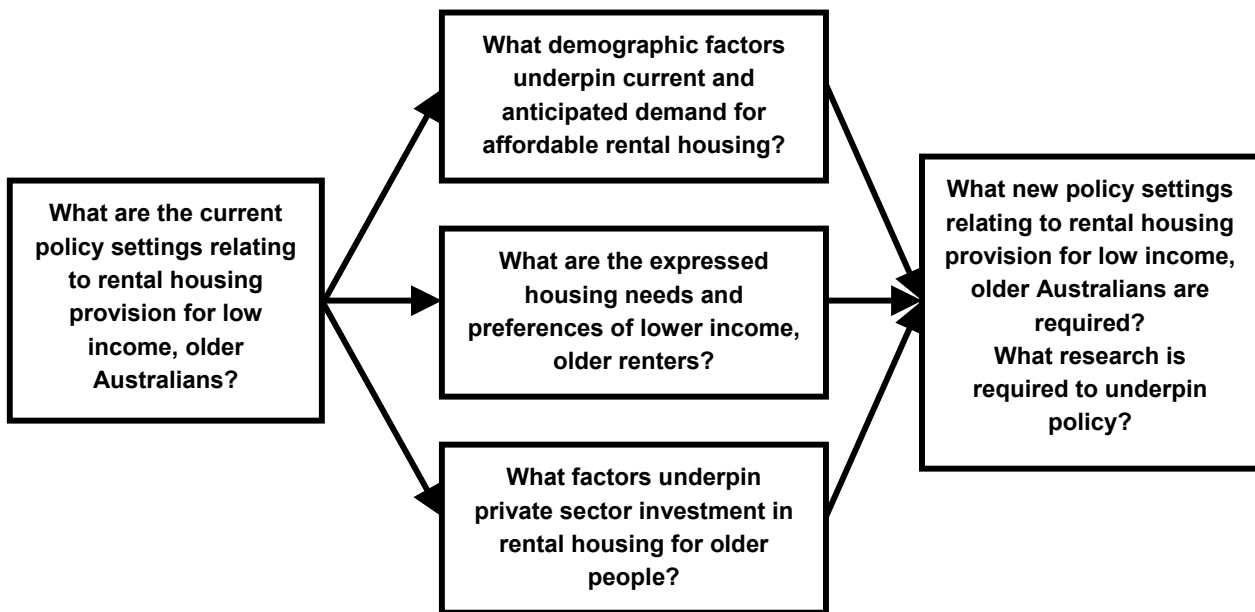 What are the current
policy settings relating
to rental housing
provision for low
income, older
Australians?
What demographic factors
underpin current and
anticipated demand for
affordable rental housing?
What are the expressed
housing needs and
preferences of lower income,
older renters?
What factors underpin
private sector investment in
rental housing for older
people?
What new policy settings
relating to rental housing
provision for low income,
older Australians are
required?
What research is
required to underpin
policy?